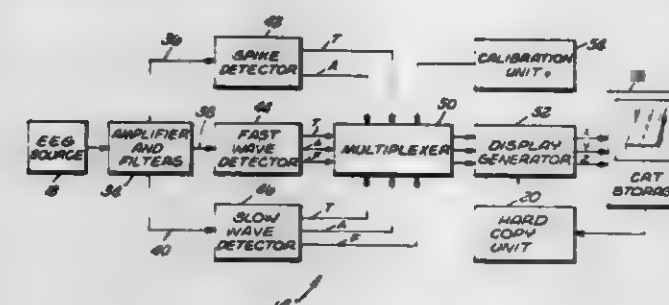 36
48
SPIKE
DETECTOR
T
A
CALIBRATION
UNIT.
54
EEG
SOURCE
18
AMPLIFIER
AND
FILTERS
38
44
FAST
WAVE
DETECTOR
T
A
F
50
MULTIPLEXER
52
DISPLAY
GENERATOR
X
Y
Z
STORAGE
40
46
SLOW
WAVE
DETECTOR
T
A
F
20
HARD
COPY
UNIT